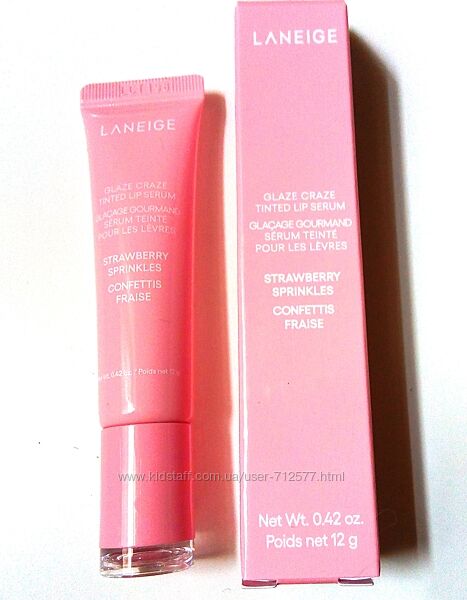 LANEIGE
GLAZE CRAZE
TINTED LIP SERUM
GLAÇAGE GOURMAND
SÉRUM TEINTÉ
POUR LES LÈVRES
STRAWBERRY
SPRINKLES
CONFETTIS
FRAISE
Wt. 0.42 oz. / Poids net 12 g
LANEIGE
GLAZE CRAZE
TINTED LIP SERUM
GLAÇAGE GOURMAND
SÉRUM TEINTÉ
POUR LES LÈVRES
STRAWBERRY
SPRINKLES
CONFETTIS
FRAISE
Net Wt. 0.42 oz.
Poids net 12 g
www.kidstaff.com.ua/user-712577.html